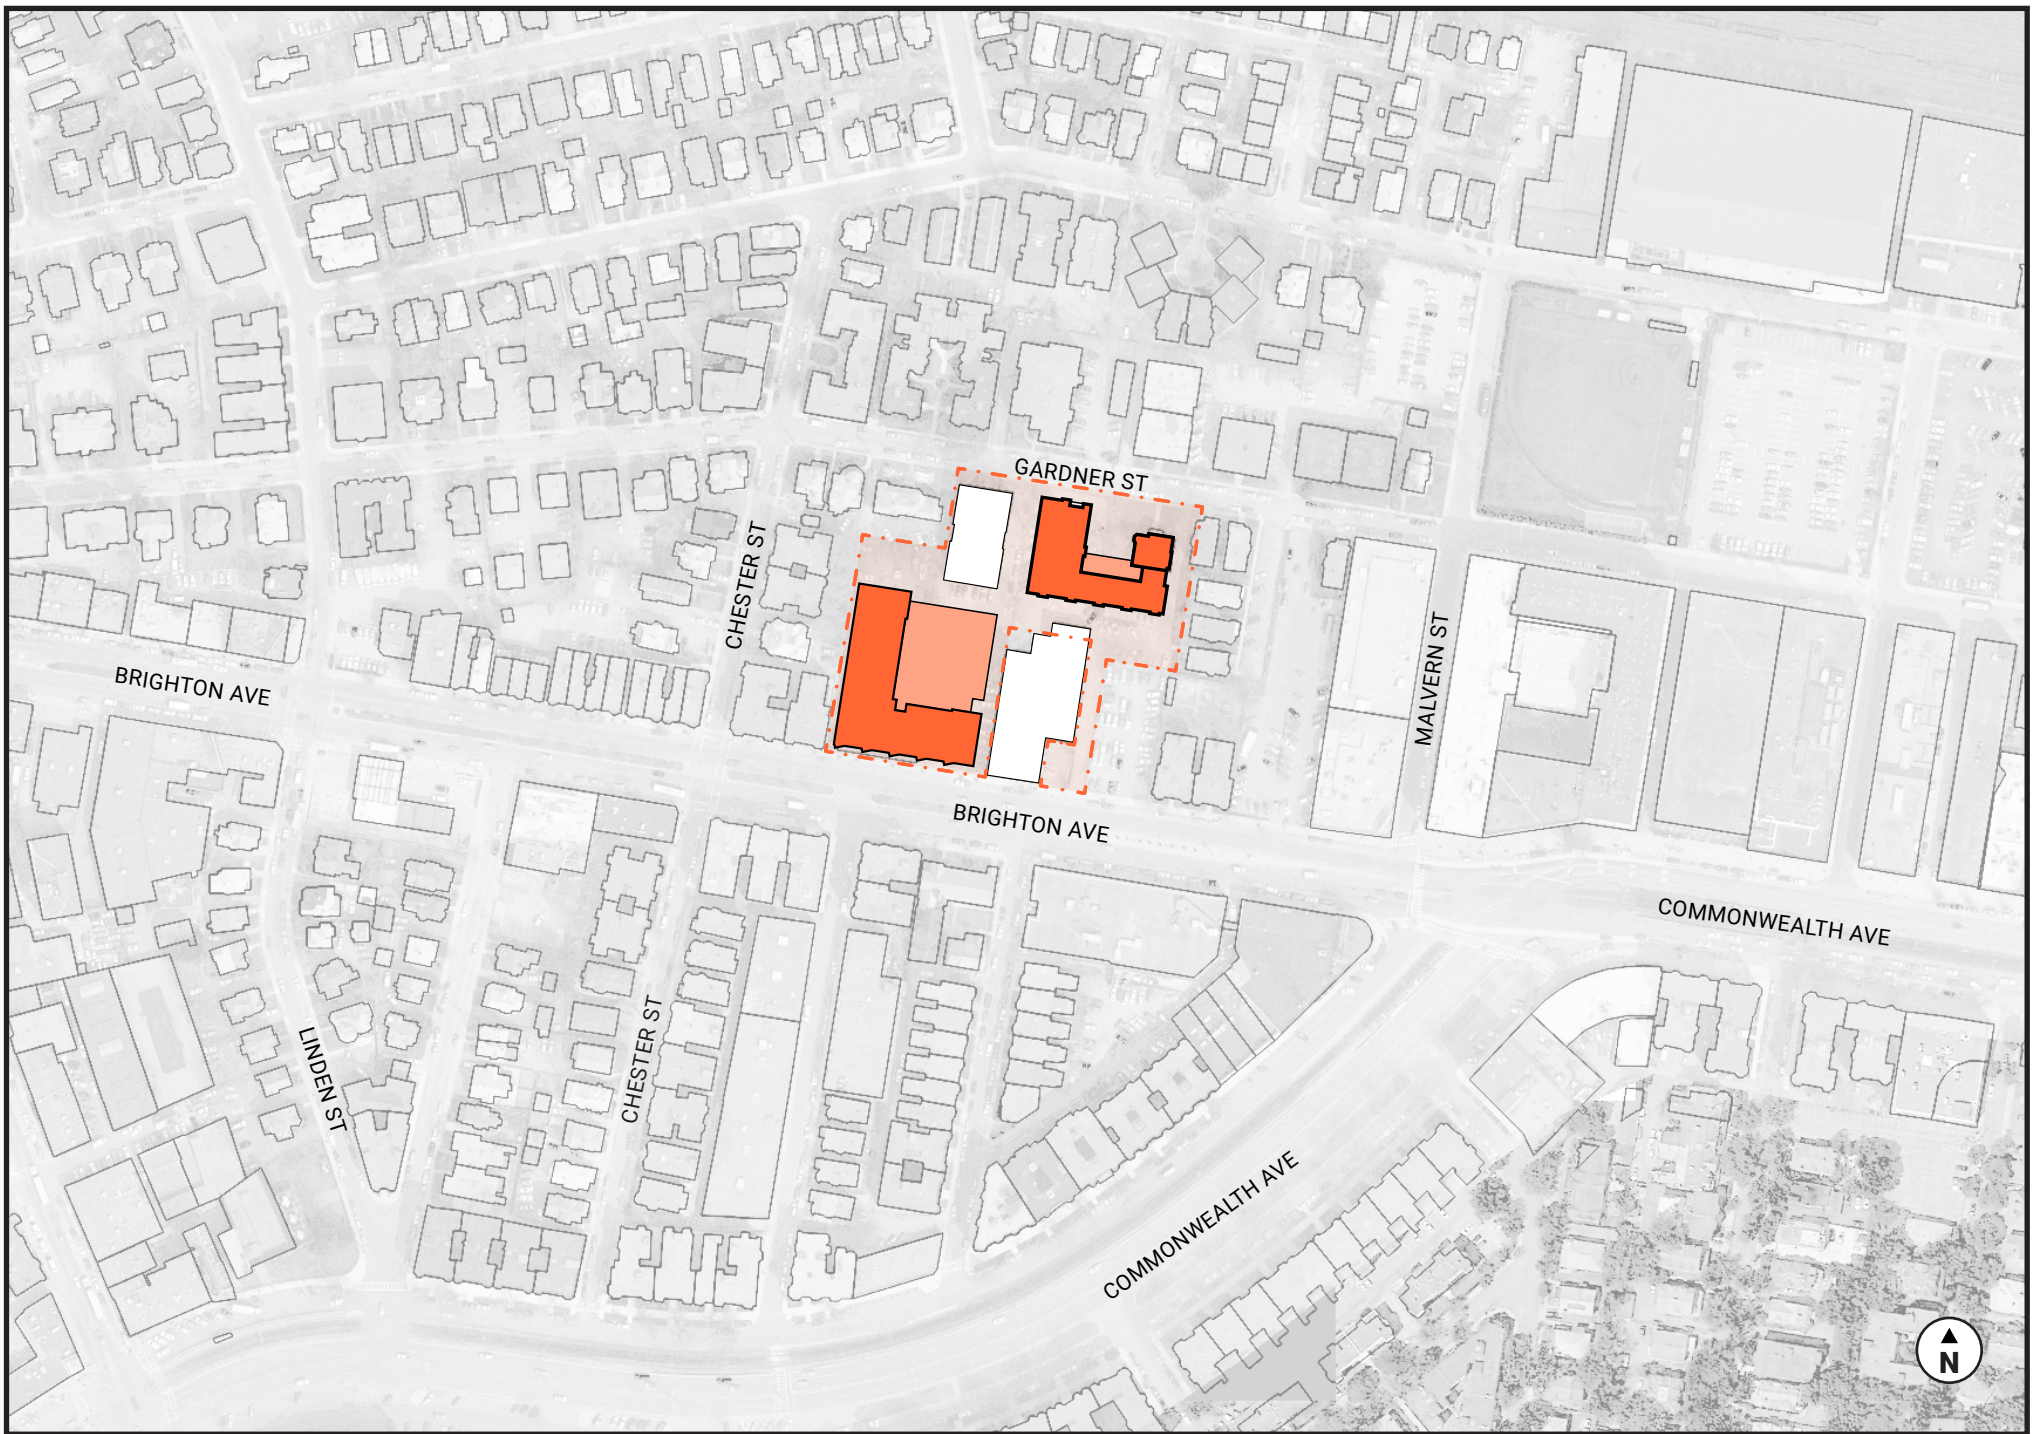 GARDNER ST
CHESTER ST
BRIGHTON AVE
MALVERN ST
BRIGHTON AVE
COMMONWEALTH AVE
LINDEN ST
CHESTER ST
COMMONWEALTH AVE
N